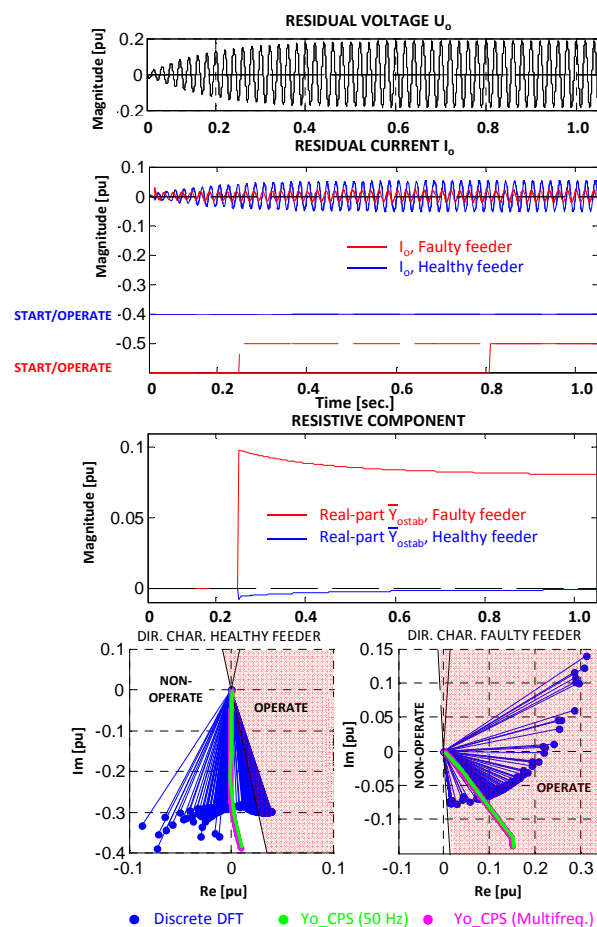 RESIDUAL VOLTAGE Uo
Magnitude [pu]
0.2
0
-0.2
0 0.2 0.4 0.6 0.8 1.0
RESIDUAL CURRENT Io
Magnitude [pu]
0.1
0
-0.1
-0.2
-0.3
-0.4
-0.5
Io, Faulty feeder
Io, Healthy feeder
START/OPERATE
START/OPERATE
0 0.2 0.4 0.6 0.8 1.0
Time [sec.]
RESISTIVE COMPONENT
Magnitude [pu]
0.1
0.05
0
Real-part Y̅ostab, Faulty feeder
Real-part Y̅ostab, Healthy feeder
0 0.2 0.4 0.6 0.8 1.0
DIR. CHAR. HEALTHY FEEDER
Im [pu]
0.1
0
-0.1
-0.2
-0.3
-0.4
NON-
OPERATE
OPERATE
-0.1 0 0.1
Re [pu]
DIR. CHAR. FAULTY FEEDER
Im [pu]
0.15
0.1
0.05
0
-0.05
-0.1
NON-OPERATE
OPERATE
-0.1 0 0.1 0.2 0.3
Re [pu]
Discrete DFT
Yo_CPS (50 Hz)
Yo_CPS (Multifreq.)